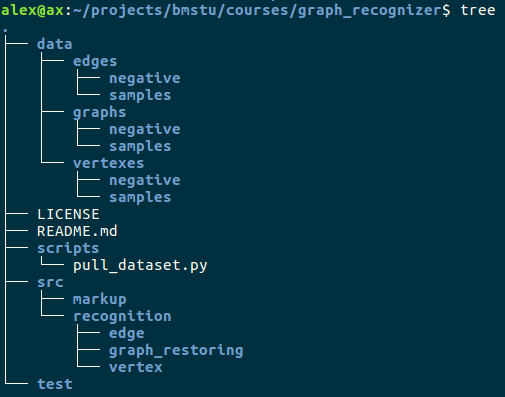 alex@ax:~/projects/bmstu/courses/graph_recognizer$ tree
.
├── data
│   ├── edges
│   │   ├── negative
│   │   └── samples
│   ├── graphs
│   │   ├── negative
│   │   └── samples
│   └── vertexes
│       ├── negative
│       └── samples
├── LICENSE
├── README.md
├── scripts
│   └── pull_dataset.py
├── src
│   ├── markup
│   └── recognition
│       ├── edge
│       ├── graph_restoring
│       └── vertex
└── test